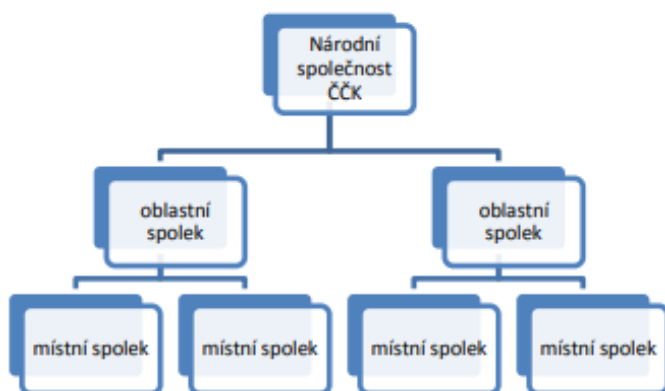 Národní
společnost
ČČK
oblastní
spolek
oblastní
spolek
místní spolek
místní spolek
místní spolek
místní spolek